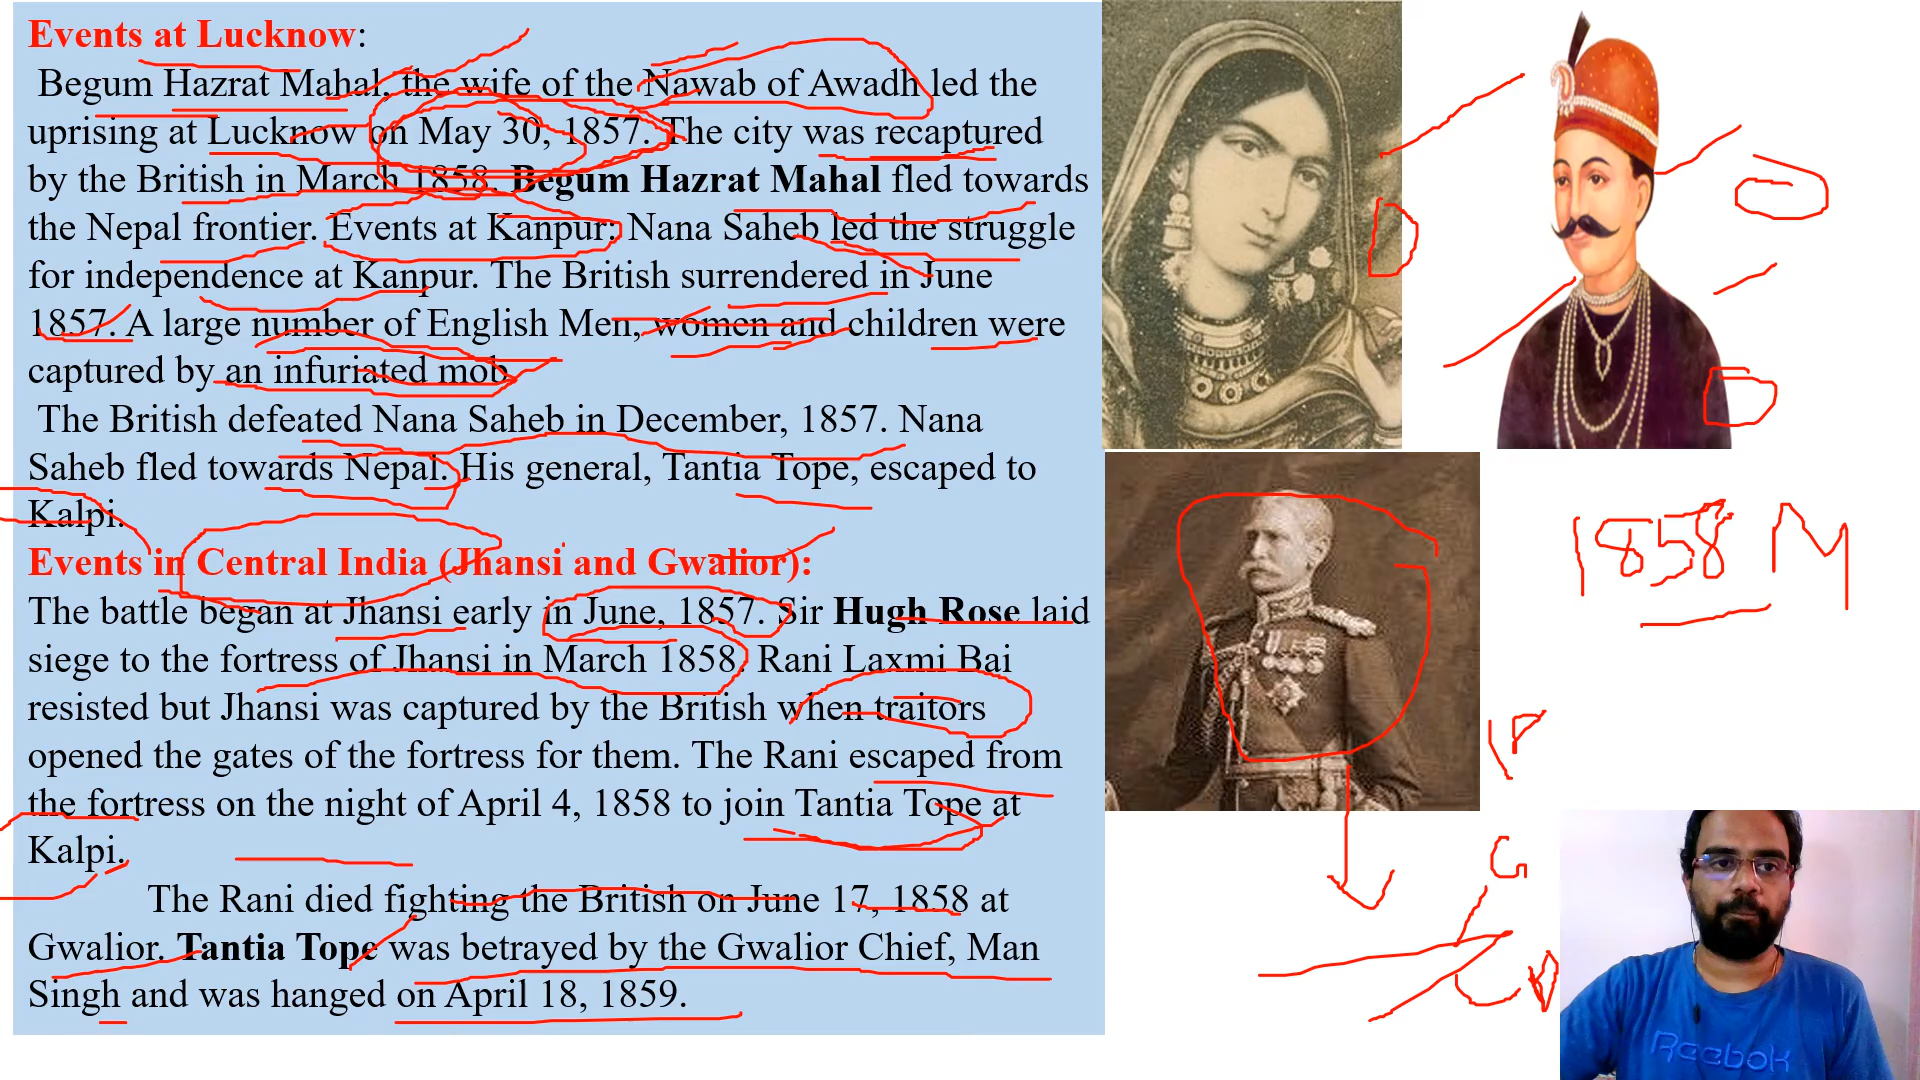 Events at Lucknow:
Begum Hazrat Mahal, the wife of the Nawab of Awadh led the
uprising at Lucknow on May 30, 1857. The city was recaptured
by the British in March 1858. Begum Hazrat Mahal fled towards
the Nepal frontier. Events at Kanpur: Nana Saheb led the struggle
for independence at Kanpur. The British surrendered in June
1857. A large number of English Men, women and children were
captured by an infuriated mob.
The British defeated Nana Saheb in December, 1857. Nana
Saheb fled towards Nepal. His general, Tantia Tope, escaped to
Kalpi.
Events in Central India (Jhansi and Gwalior):
The battle began at Jhansi early in June, 1857. Sir Hugh Rose laid
siege to the fortress of Jhansi in March 1858. Rani Laxmi Bai
resisted but Jhansi was captured by the British when traitors
opened the gates of the fortress for them. The Rani escaped from
the fortress on the night of April 4, 1858 to join Tantia Tope at
Kalpi.
The Rani died fighting the British on June 17, 1858 at
Gwalior. Tantia Tope was betrayed by the Gwalior Chief, Man
Singh and was hanged on April 18, 1859.
1858 M
G
Reebok